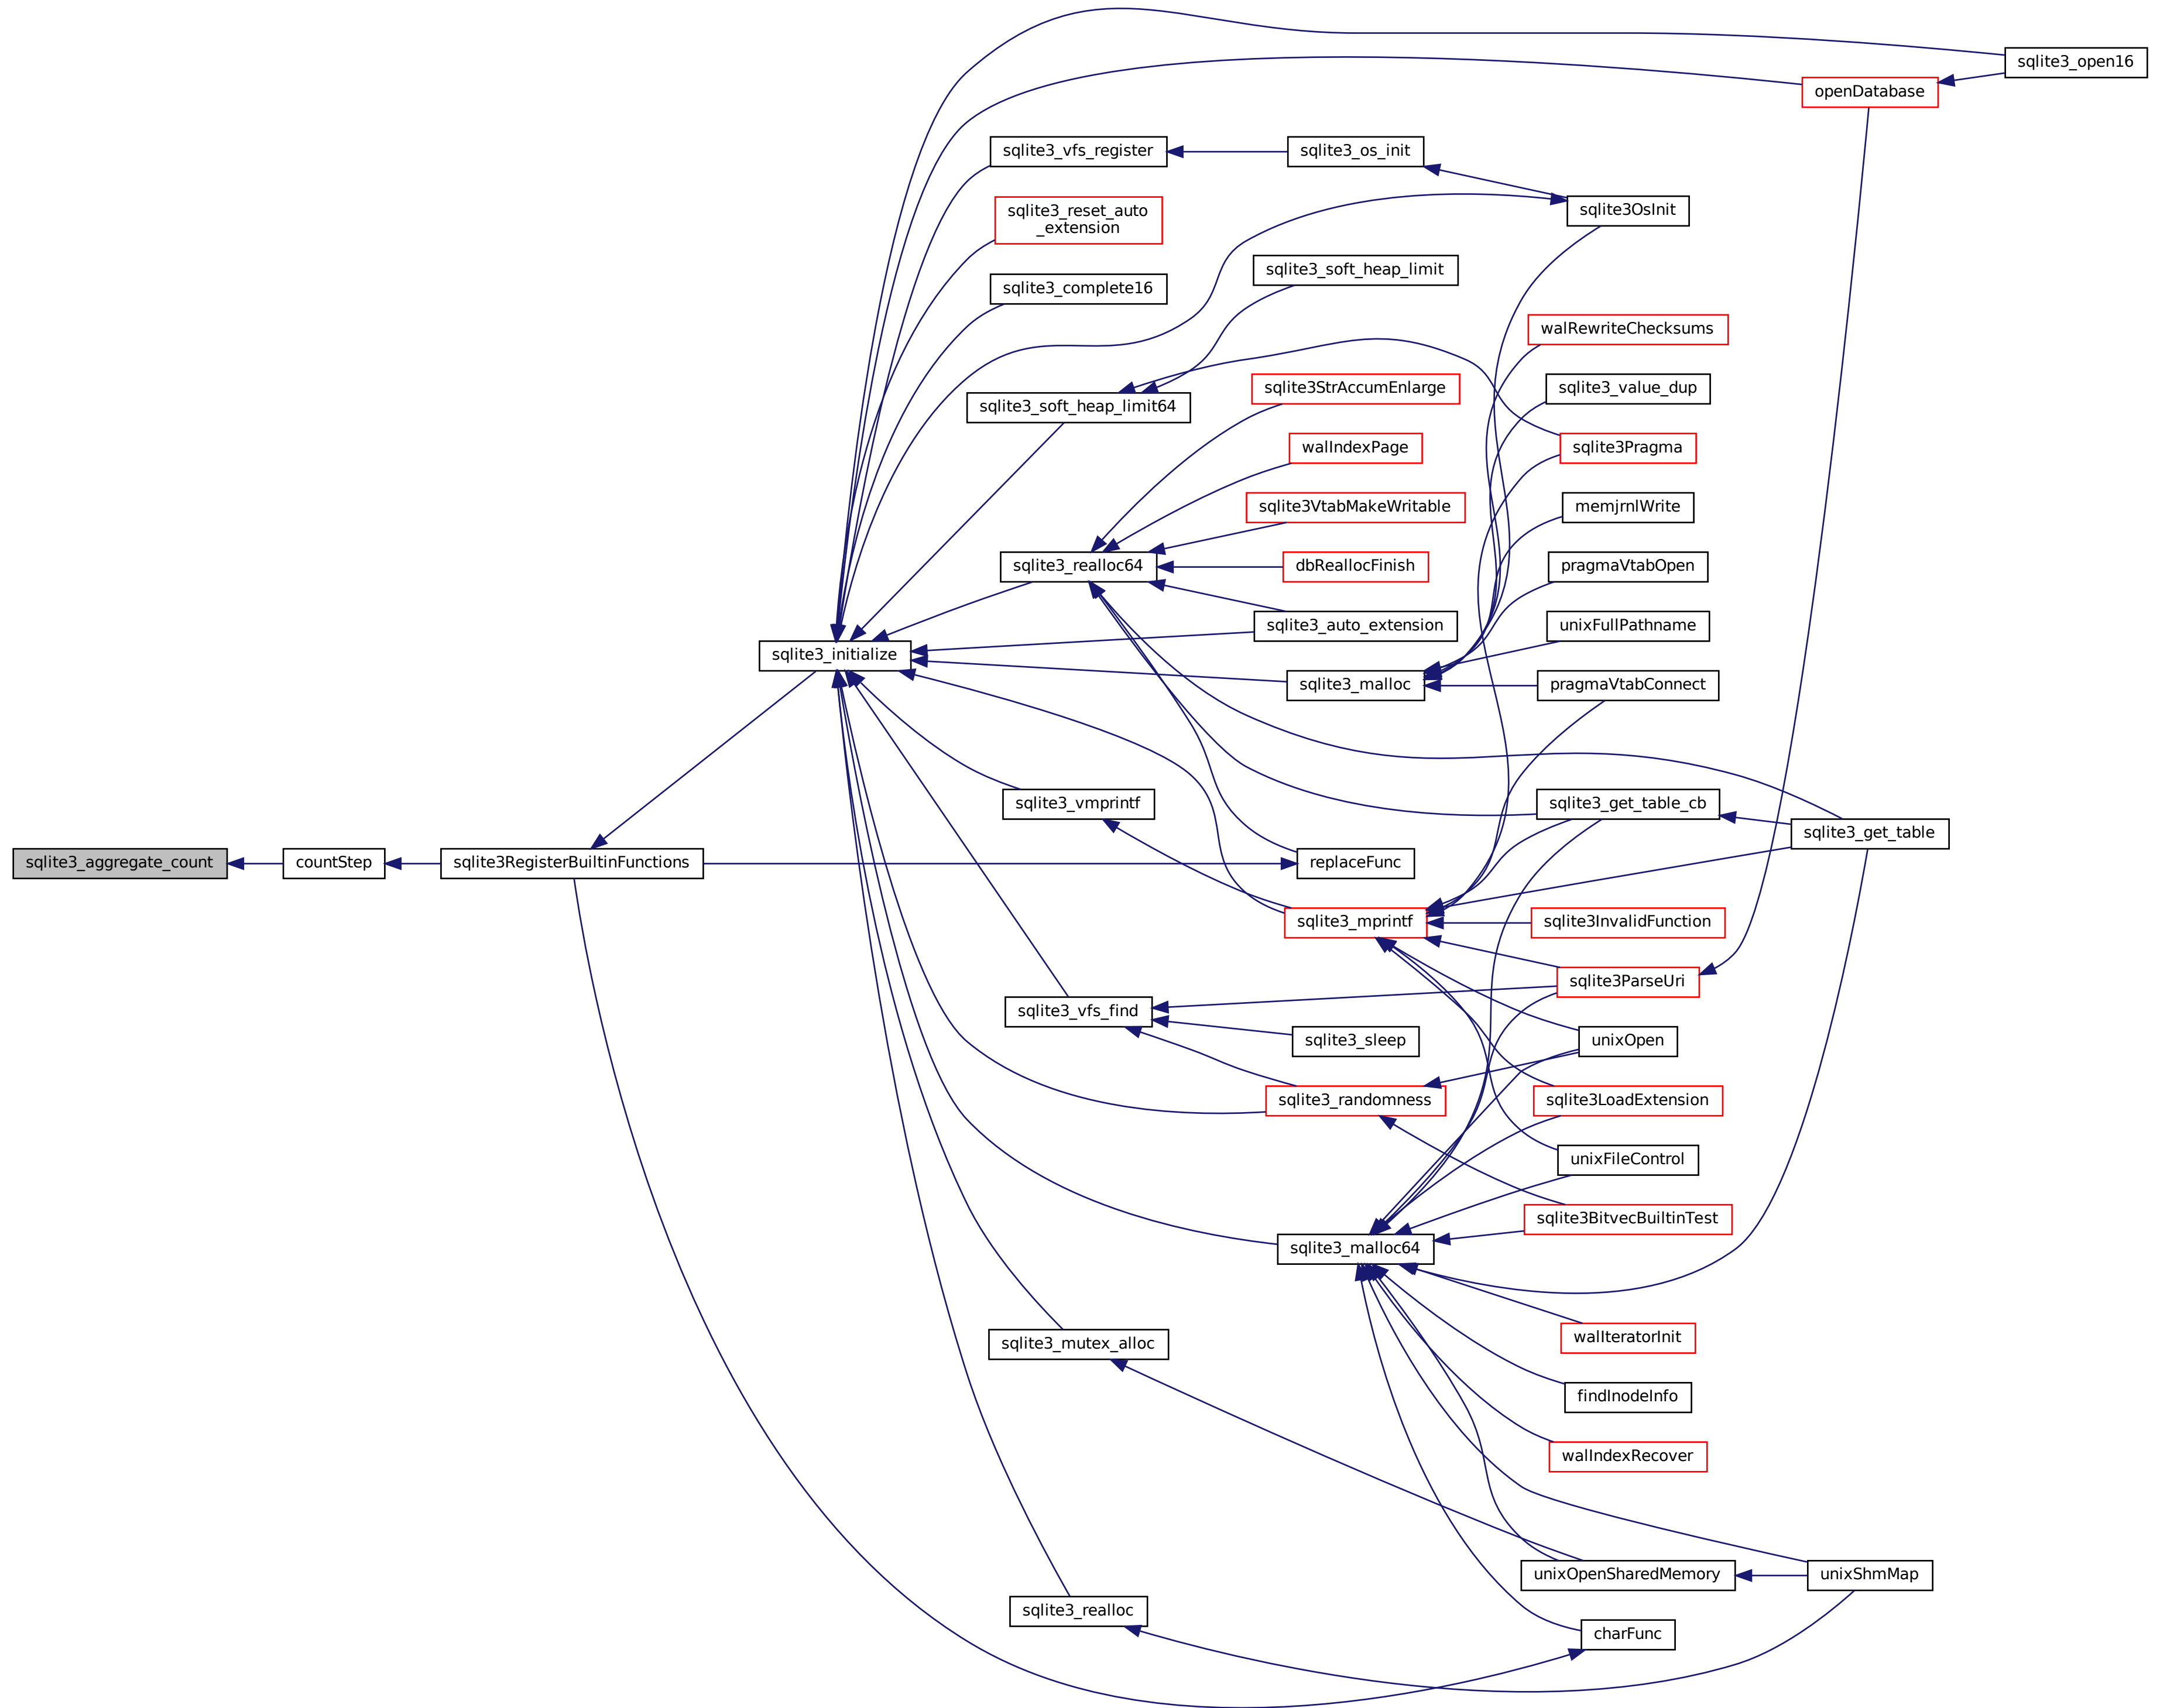 sqlite3_open16
openDatabase
sqlite3_vfs_register
sqlite3_os_init
sqlite3_reset_auto
_extension
sqlite3OsInit
sqlite3_soft_heap_limit
sqlite3_complete16
walRewriteChecksums
sqlite3StrAccumEnlarge
sqlite3_value_dup
sqlite3_soft_heap_limit64
walIndexPage
sqlite3Pragma
sqlite3VtabMakeWritable
memjrnlWrite
sqlite3_realloc64
dbReallocFinish
pragmaVtabOpen
sqlite3_auto_extension
unixFullPathname
sqlite3_initialize
sqlite3_malloc
pragmaVtabConnect
sqlite3_vmprintf
sqlite3_get_table_cb
sqlite3_get_table
sqlite3_aggregate_count
countStep
sqlite3RegisterBuiltinFunctions
replaceFunc
sqlite3_mprintf
sqlite3InvalidFunction
sqlite3ParseUri
sqlite3_vfs_find
sqlite3_sleep
unixOpen
sqlite3_randomness
sqlite3LoadExtension
unixFileControl
sqlite3BitvecBuiltinTest
sqlite3_malloc64
walIteratorInit
sqlite3_mutex_alloc
findInodeInfo
walIndexRecover
unixOpenSharedMemory
unixShmMap
sqlite3_realloc
charFunc